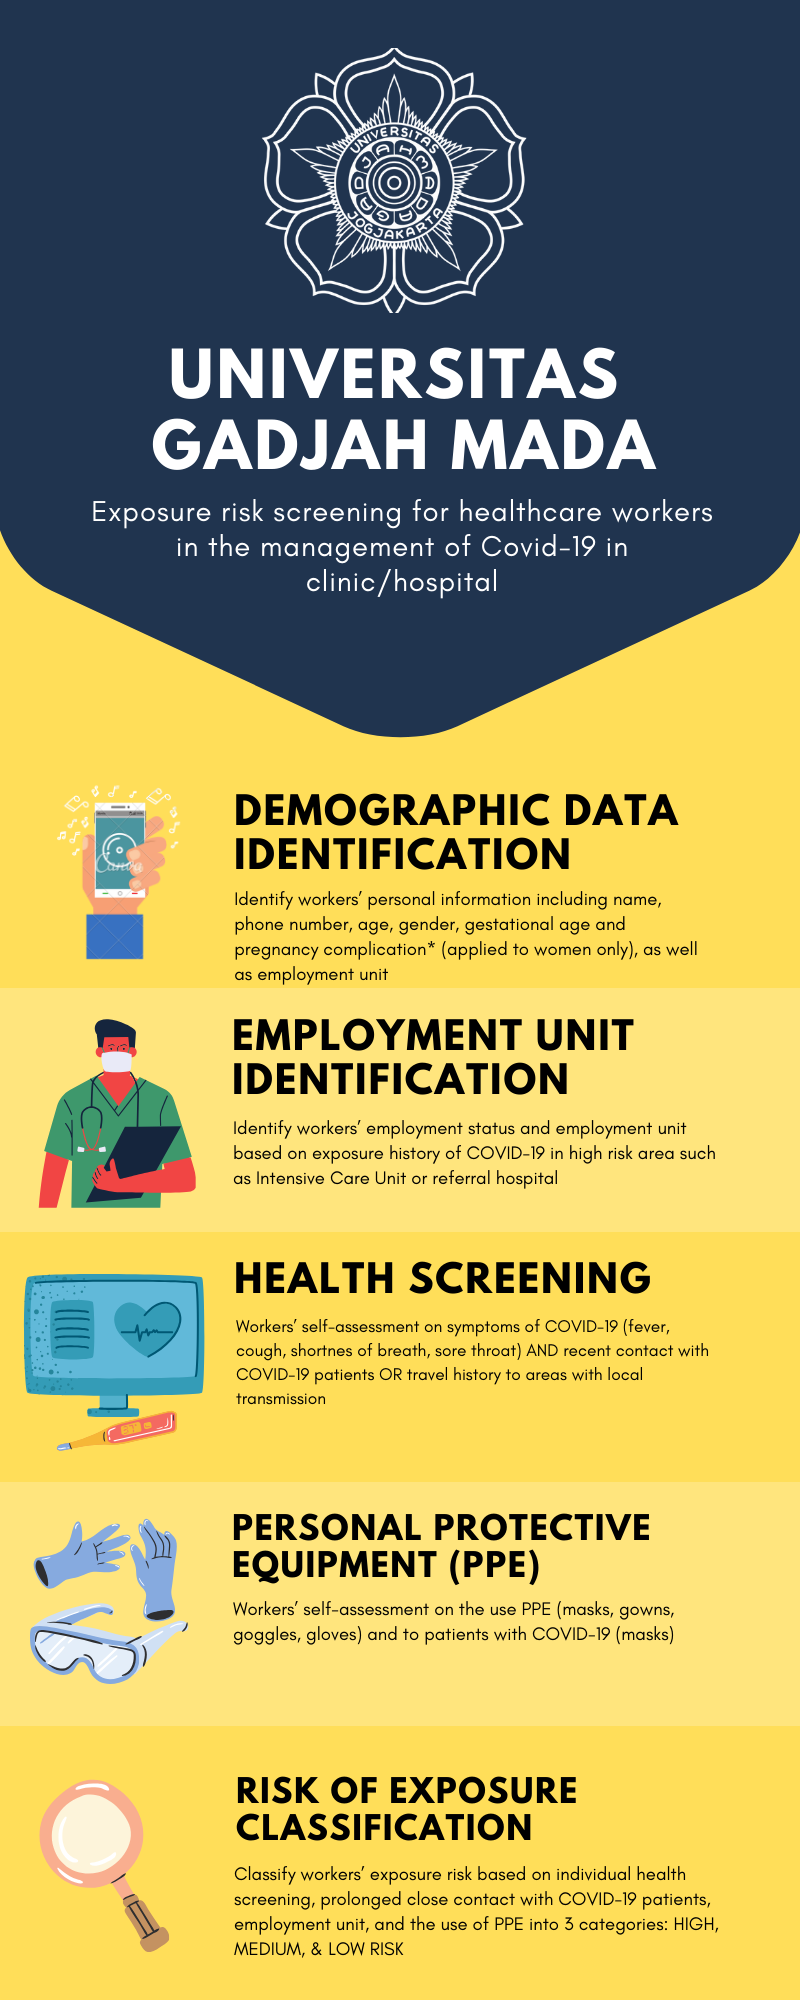 UNIVERSITAS
GADJAH MADA
JOGJAKARTA
UNIVERSITAS
GADJAH MADA
Exposure risk screening for healthcare workers
in the management of Covid-19 in
clinic/hospital
Canva
DEMOGRAPHIC DATA
IDENTIFICATION
Identify workers' personal information including name,
phone number, age, gender, gestational age and
pregnancy complication* (applied to women only), as well
as employment unit
EMPLOYMENT UNIT
IDENTIFICATION
Identify workers' employment status and employment unit
based on exposure history of COVID-19 in high risk area such
as Intensive Care Unit or referral hospital
HEALTH SCREENING
Workers' self-assessment on symptoms of COVID-19 (fever,
cough, shortnes of breath, sore throat) AND recent contact with
COVID-19 patients OR travel history to areas with local
transmission
PERSONAL PROTECTIVE
EQUIPMENT (PPE)
Workers' self-assessment on the use PPE (masks, gowns,
goggles, gloves) and to patients with COVID-19 (masks)
RISK OF EXPOSURE
CLASSIFICATION
Classify workers' exposure risk based on individual health
screening, prolonged close contact with COVID-19 patients,
employment unit, and the use of PPE into 3 categories: HIGH,
MEDIUM, & LOW RISK